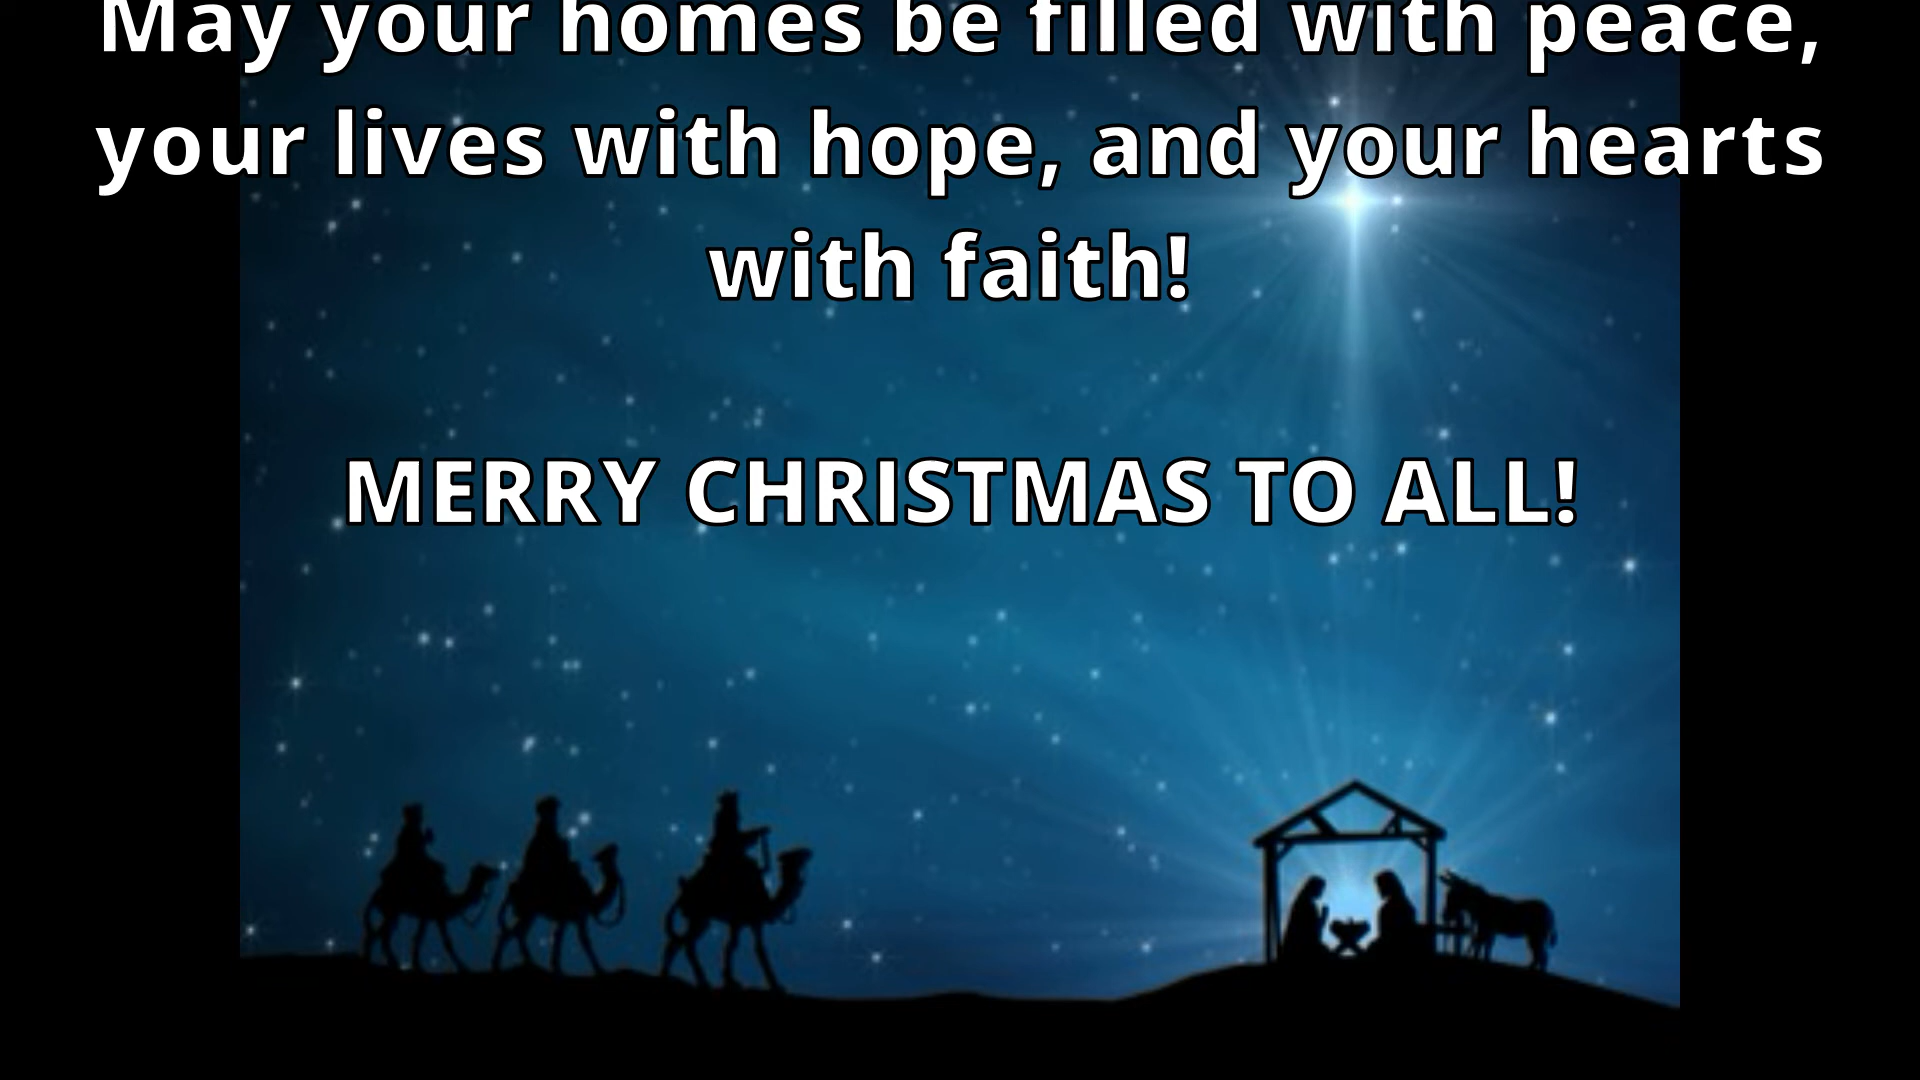 May your homes be filled with peace,
your lives with hope, and your hearts
with faith!
MERRY CHRISTMAS TO ALL!